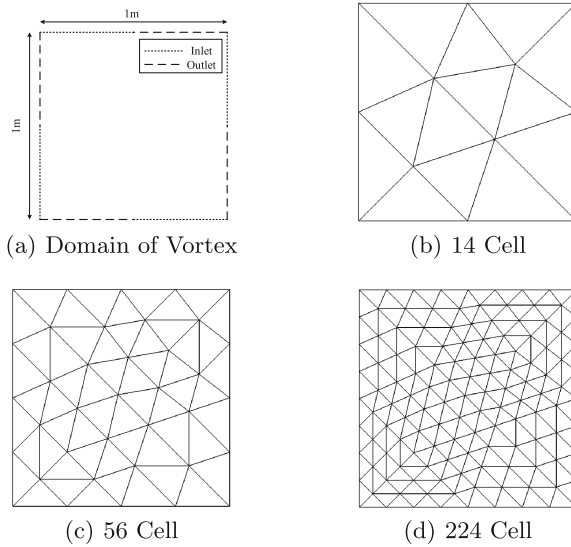 1m
1m
Inlet
Outlet
(a) Domain of Vortex
(b) 14 Cell
(c) 56 Cell
(d) 224 Cell